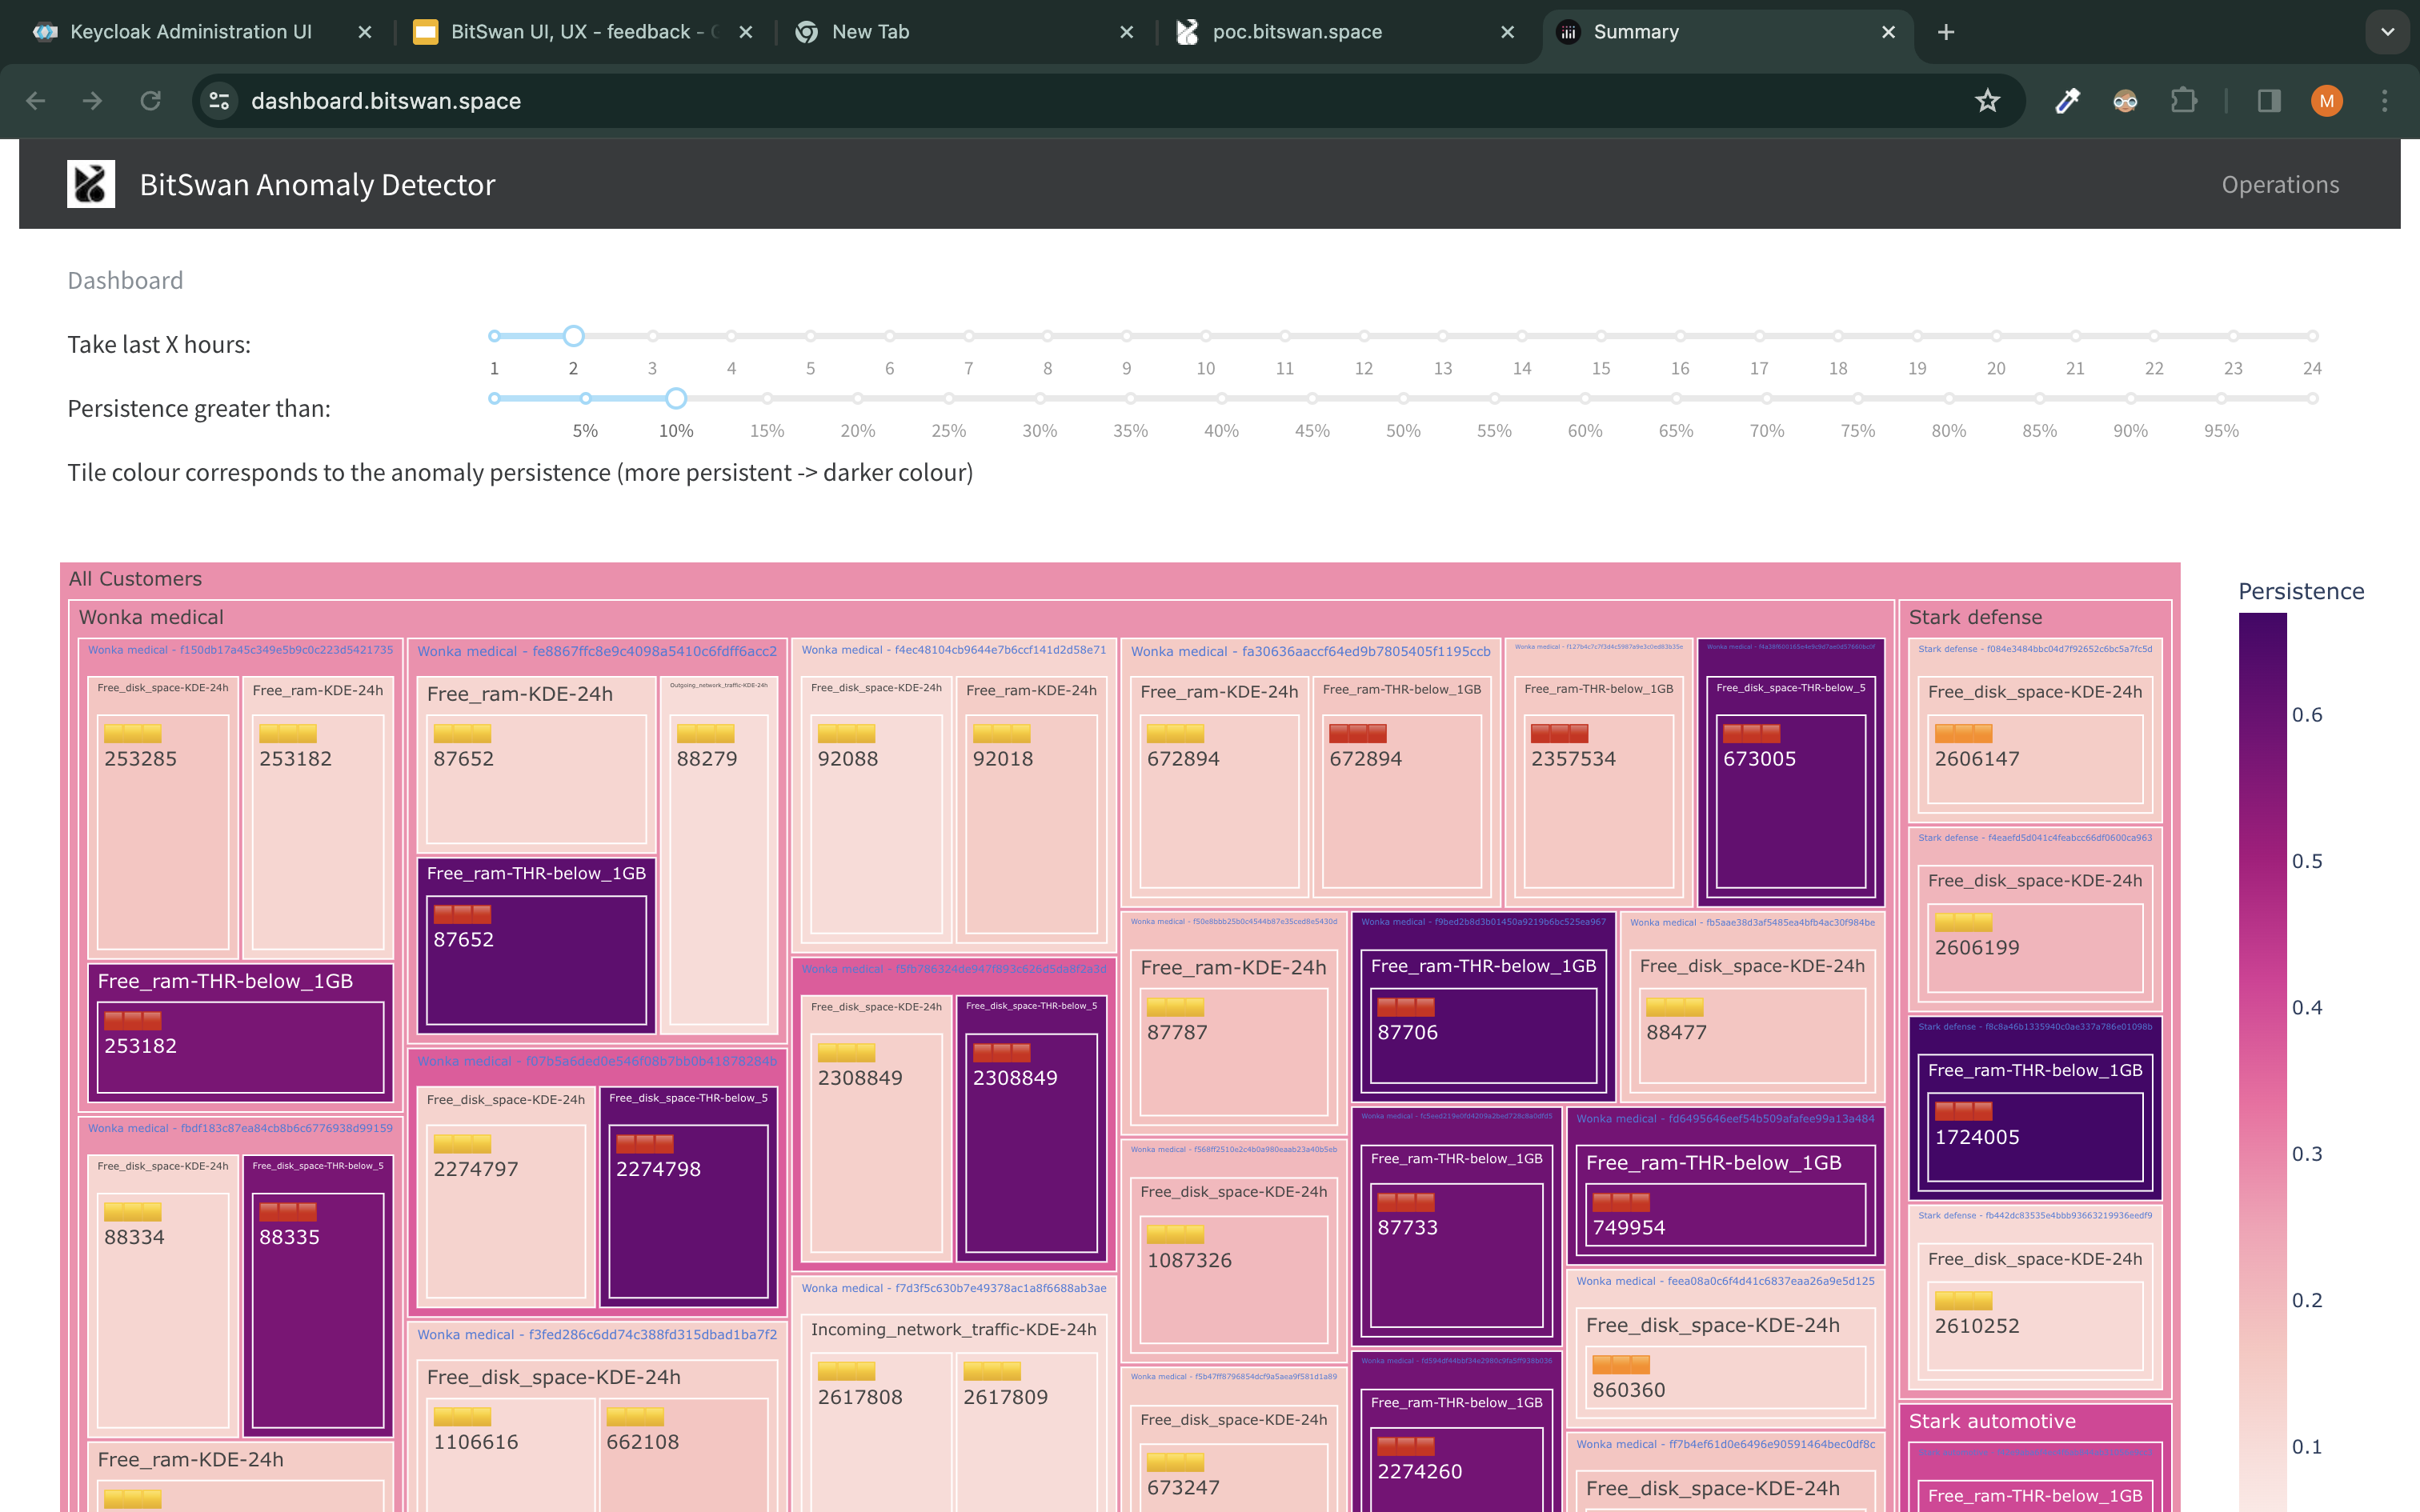 Keycloak Administration UI
BitSwan UI, UX - feedback -
New Tab
poc.bitswan.space
Summary
dashboard.bitswan.space
M
BitSwan Anomaly Detector
Operations
Dashboard
Take last X hours:
1 2 3 4 5 6 7 8 9 10 11 12 13 14 15 16 17 18 19 20 21 22 23 24
Persistence greater than:
5% 10% 15% 20% 25% 30% 35% 40% 45% 50% 55% 60% 65% 70% 75% 80% 85% 90% 95%
Tile colour corresponds to the anomaly persistence (more persistent -> darker colour)
All Customers
Wonka medical
Wonka medical - f150db17a45c349e5b9c0c223d5421735
Free_disk_space-KDE-24h
253285
Free_ram-KDE-24h
253182
Free_ram-THR-below_1GB
253182
Wonka medical - fbdf183c87ea84cb8b6c6776938d99159
Free_disk_space-KDE-24h
88334
Free_disk_space-THR-below_5
88335
Free_ram-KDE-24h
Wonka medical - fe8867ffc8e9c4098a5410c6fdff6acc2
Free_ram-KDE-24h
87652
Outgoing_network_traffic-KDE-24h
88279
Free_ram-THR-below_1GB
87652
Wonka medical - f07b5a6ded0e546f08b7bb0b41878284b
Free_disk_space-KDE-24h
2274797
Free_disk_space-THR-below_5
2274798
Wonka medical - f3fed286c6dd74c388fd315dbad1ba7f2
Free_disk_space-KDE-24h
1106616
662108
Wonka medical - f4ec48104cb9644e7b6ccf141d2d58e71
Free_disk_space-KDE-24h
92088
Free_ram-KDE-24h
92018
Wonka medical - f5fb786324de947f893c626d5da8f2a3d
Free_disk_space-KDE-24h
2308849
Free_disk_space-THR-below_5
2308849
Wonka medical - f7d3f5c630b7e49378ac1a8f6688ab3ae
Incoming_network_traffic-KDE-24h
2617808
2617809
Wonka medical - fa30636aaccf64ed9b7805405f1195ccb
Free_ram-KDE-24h
672894
Free_ram-THR-below_1GB
672894
Wonka medical
Free_ram-THR-below_1GB
2357534
Wonka medical
Free_disk_space-THR-below_5
673005
Wonka medical - f50e8bbb25b0c4544b87e35ced8e5430d
Free_ram-KDE-24h
87787
Wonka medical - f9bed2b8d3b01450a9219b6bc525ea967
Free_ram-THR-below_1GB
87706
Wonka medical - fb5aae38d3af5485ea4bfb4ac30f984be
Free_disk_space-KDE-24h
88477
Wonka medical - f568ff2510e2c4b0a980eaab23a40b5eb
Free_disk_space-KDE-24h
1087326
Wonka medical
Free_ram-THR-below_1GB
87733
Wonka medical - fd6495646eef54b509afafee99a13a484
Free_ram-THR-below_1GB
749954
Wonka medical - feea08a0c6f4d41c6837eaa26a9e5d125
Free_disk_space-KDE-24h
860360
Wonka medical - f5b47ff8796854dcf9a5aea9f581d1a89
Free_disk_space-KDE-24h
673247
Wonka medical
Free_ram-THR-below_1GB
2274260
Wonka medical - ff7b4ef61d0e6496e90591464bec0df8c
Free_disk_space-KDE-24h
Stark defense
Stark defense - f084e3484bbc04d7f92652c6bc5a7fc5d
Free_disk_space-KDE-24h
2606147
Stark defense - f4eaefd5d041c4feabcc66df0600ca963
Free_disk_space-KDE-24h
2606199
Stark defense - f8c8a46b1335940c0ae337a786e01098b
Free_ram-THR-below_1GB
1724005
Stark defense - fb442dc83535e4bbb93663219936eedf9
Free_disk_space-KDE-24h
2610252
Stark automotive
Free_ram-THR-below_1GB
Persistence
0.6
0.5
0.4
0.3
0.2
0.1